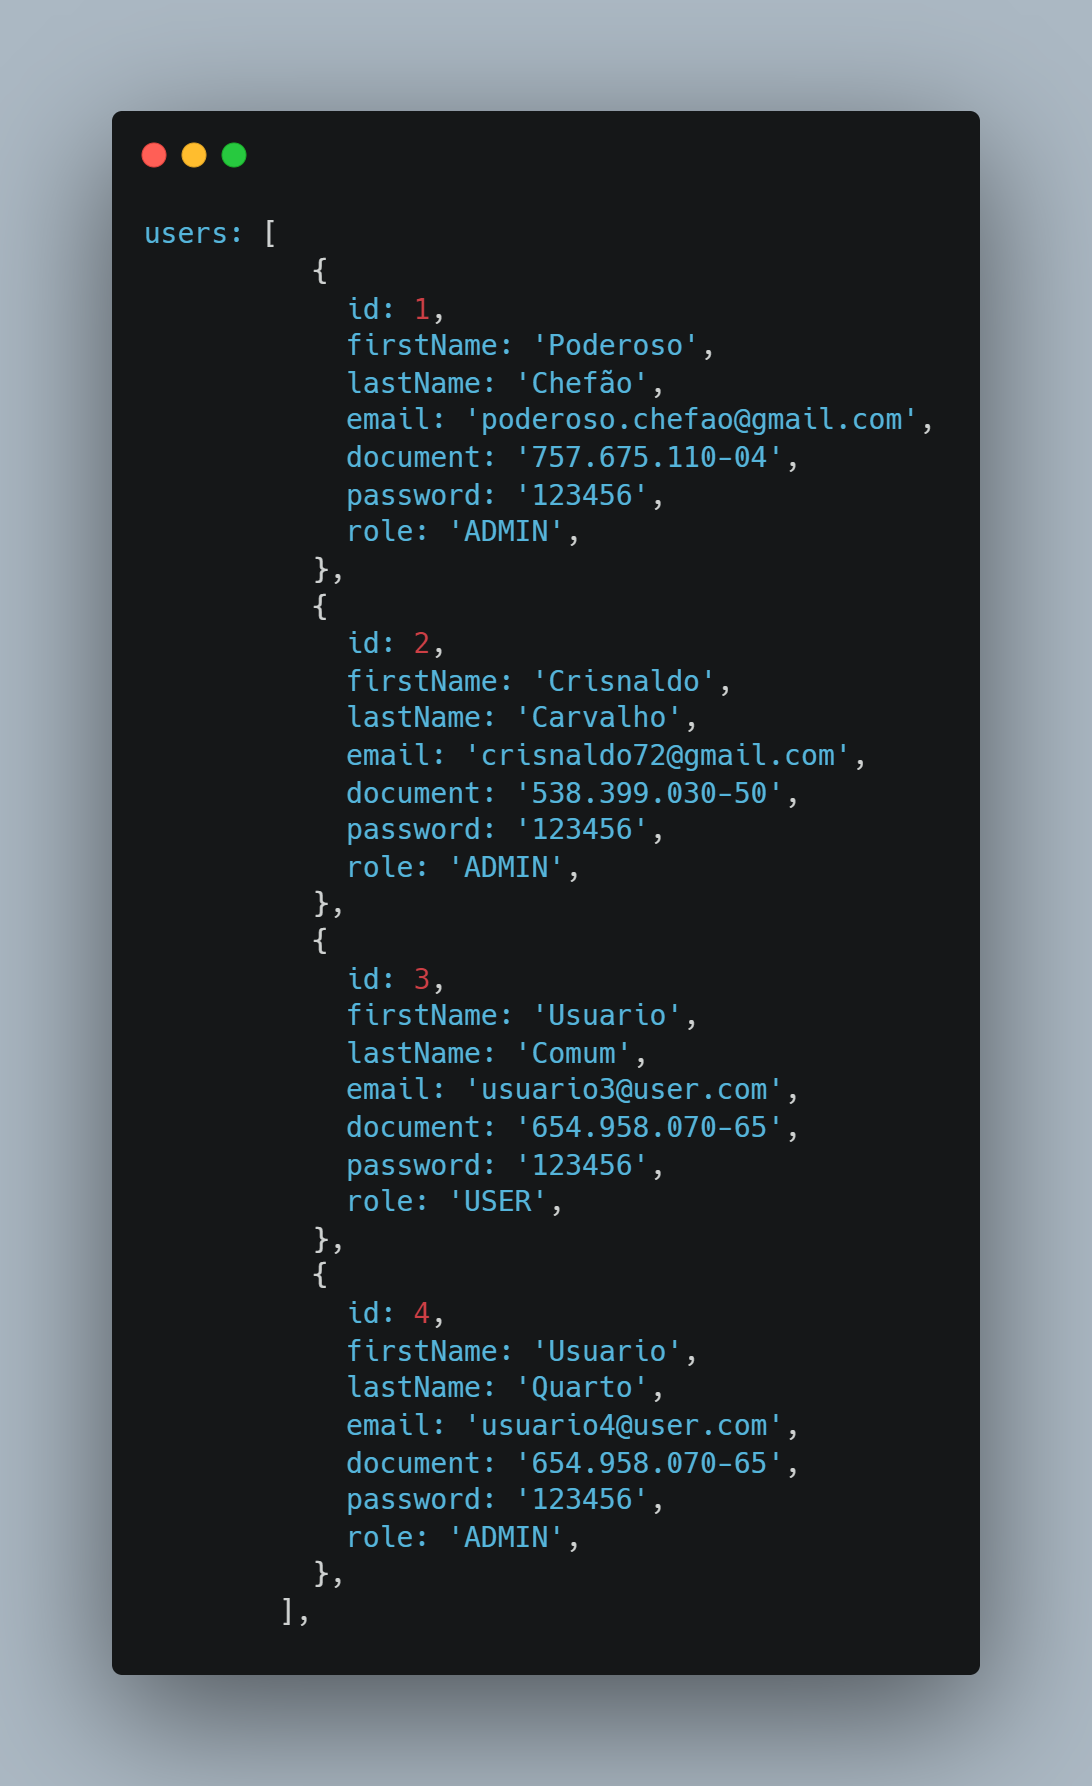 users: [
{
id: 1,
firstName: 'Poderoso',
lastName: 'Chefão',
email: 'poderoso.chefao@gmail.com',
document: '757.675.110-04',
password: '123456',
role: 'ADMIN',
},
{
id: 2,
firstName: 'Crisnaldo',
lastName: 'Carvalho',
email: 'crisnaldo72@gmail.com',
document: '538.399.030-50',
password: '123456',
role: 'ADMIN',
},
{
id: 3,
firstName: 'Usuario',
lastName: 'Comum',
email: 'usuario3@user.com',
document: '654.958.070-65',
password: '123456',
role: 'USER',
},
{
id: 4,
firstName: 'Usuario',
lastName: 'Quarto',
email: 'usuario4@user.com',
document: '654.958.070-65',
password: '123456',
role: 'ADMIN',
},
],